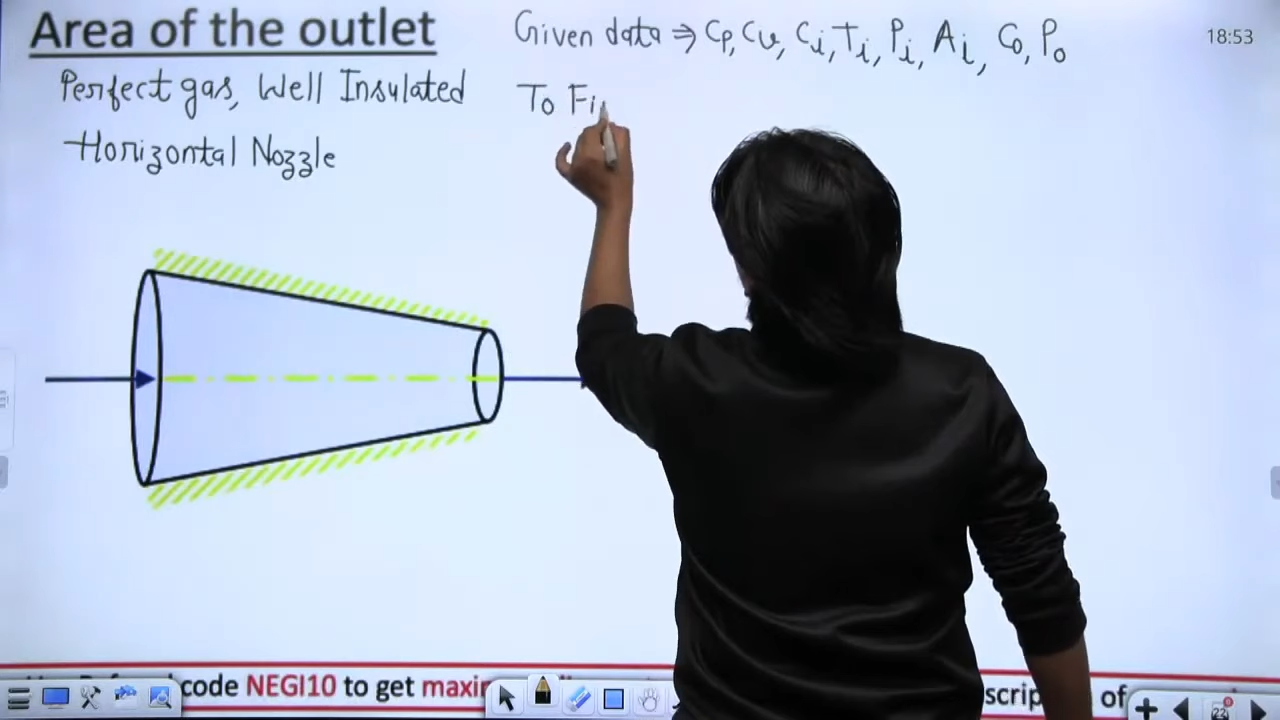 Area of the outlet
Given data ⇒ Cp, Cv, Ci, Ti, Pi, Ai, Co, Po
18:53
Perfect gas, Well Insulated
To Fi
Horizontal Nozzle
code NEGI10 to get
of
22